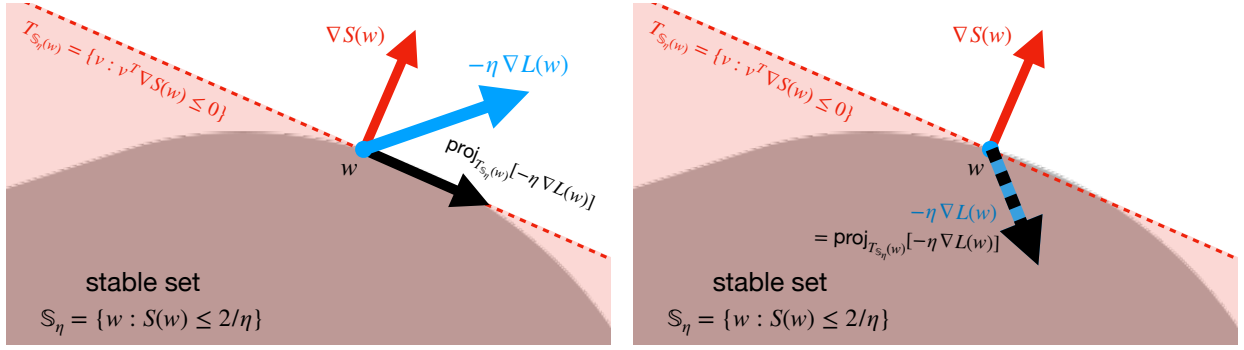 T_{𝕊_η(w)} = {v : v^T ∇S(w) ≤ 0}
∇S(w)
−η ∇L(w)
w
proj_{T_{𝕊_η}(w)}[−η ∇L(w)]
stable set
𝕊_η = {w : S(w) ≤ 2/η}
T_{𝕊_η(w)} = {v : v^T ∇S(w) ≤ 0}
∇S(w)
w
−η ∇L(w)
= proj_{T_{𝕊_η}(w)}[−η ∇L(w)]
stable set
𝕊_η = {w : S(w) ≤ 2/η}